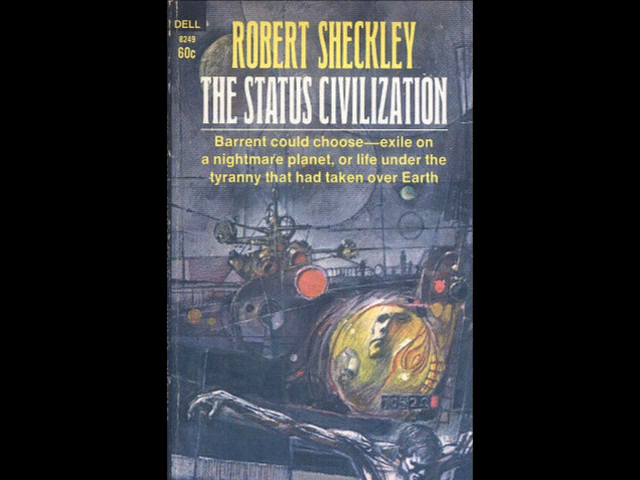 DELL
8249
60c
ROBERT SHECKLEY
THE STATUS CIVILIZATION
Barrent could choose—exile on
a nightmare planet, or life under the
tyranny that had taken over Earth